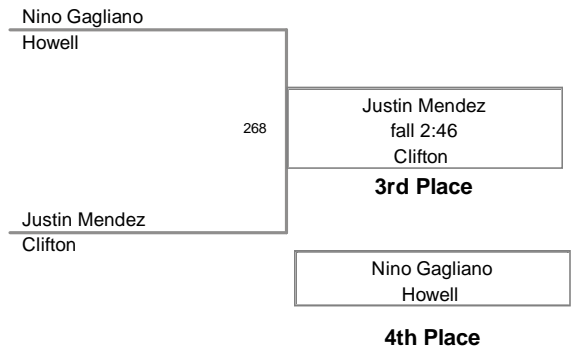 Nino Gagliano
Howell
268
Justin Mendez
fall 2:46
Clifton
3rd Place
Justin Mendez
Clifton
Nino Gagliano
Howell
4th Place